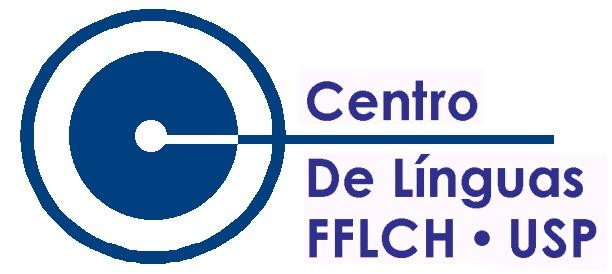 Centro
De Línguas
FFLCH • USP